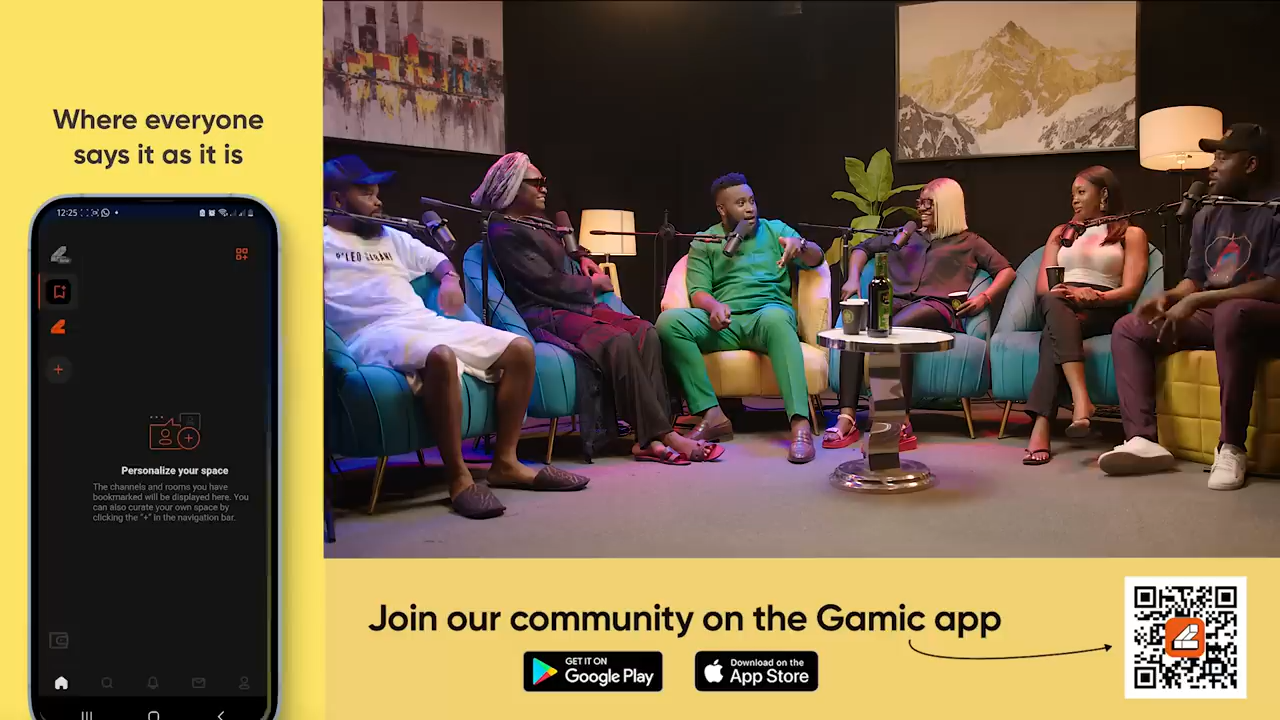 Where everyone
says it as it is
12:25
Personalize your space
The channels and rooms you have
bookmarked will be displayed here. You
can also curate your own space by
clicking the "+" in the navigation bar.
Join our community on the Gamic app
GET IT ON
Google Play
Download on the
App Store